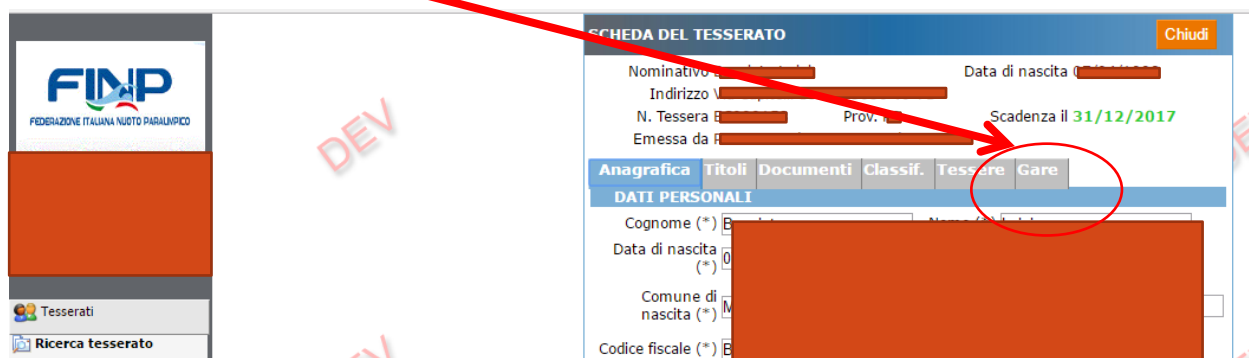 FINP
FEDERAZIONE ITALIANA NUOTO PARALIMPICO
Tesserati
Ricerca tesserato
DEV
DEV
SCHEDA DEL TESSERATO
Chiudi
Nominativo
Data di nascita
Indirizzo
N. Tessera
Prov.
Scadenza il 31/12/2017
Emessa da
Anagrafica Titoli Documenti Classif. Tessere Gare
DATI PERSONALI
Cognome (*)
Data di nascita
(*)
Comune di
nascita (*)
Codice fiscale (*)